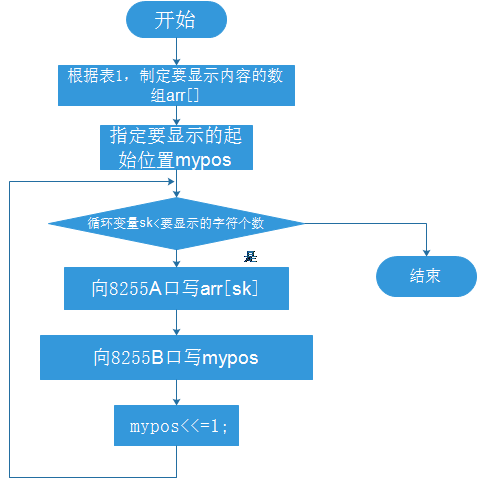 开始
根据表1，制定要显示内容的数
组arr[]
指定要显示的起
始位置mypos
循环变量sk<要显示的字符个数
是
向8255A口写arr[sk]
结束
向8255B口写mypos
mypos<<=1;